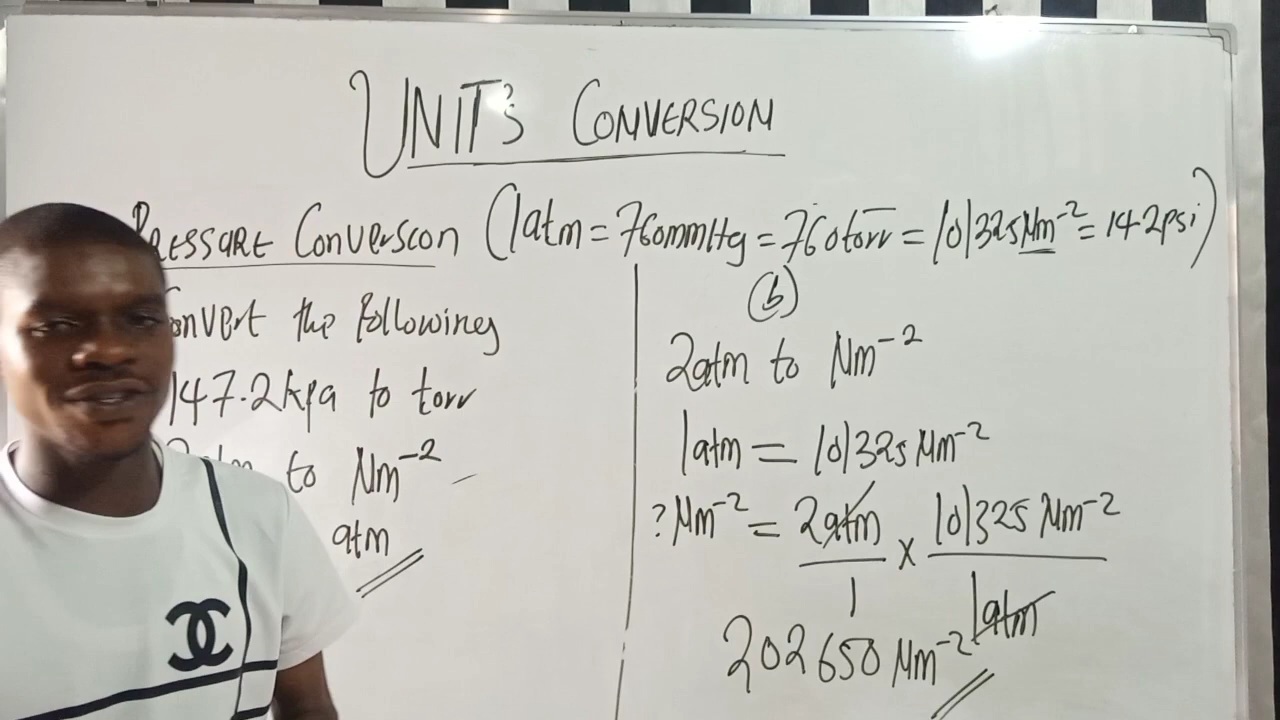 UNIT'S CONVERSION
PRESSURE Conversion (1atm = 760mmHg = 760torr = 101325Nm⁻² = 14.2psi)
Convert the following
147.2kpa to torr
to Nm⁻²
atm
(b)
2atm to Nm⁻²
1atm = 101325 Nm⁻²
? Nm⁻² = 2atm/1 × 101325 Nm⁻²/1atm
202650 Nm⁻²